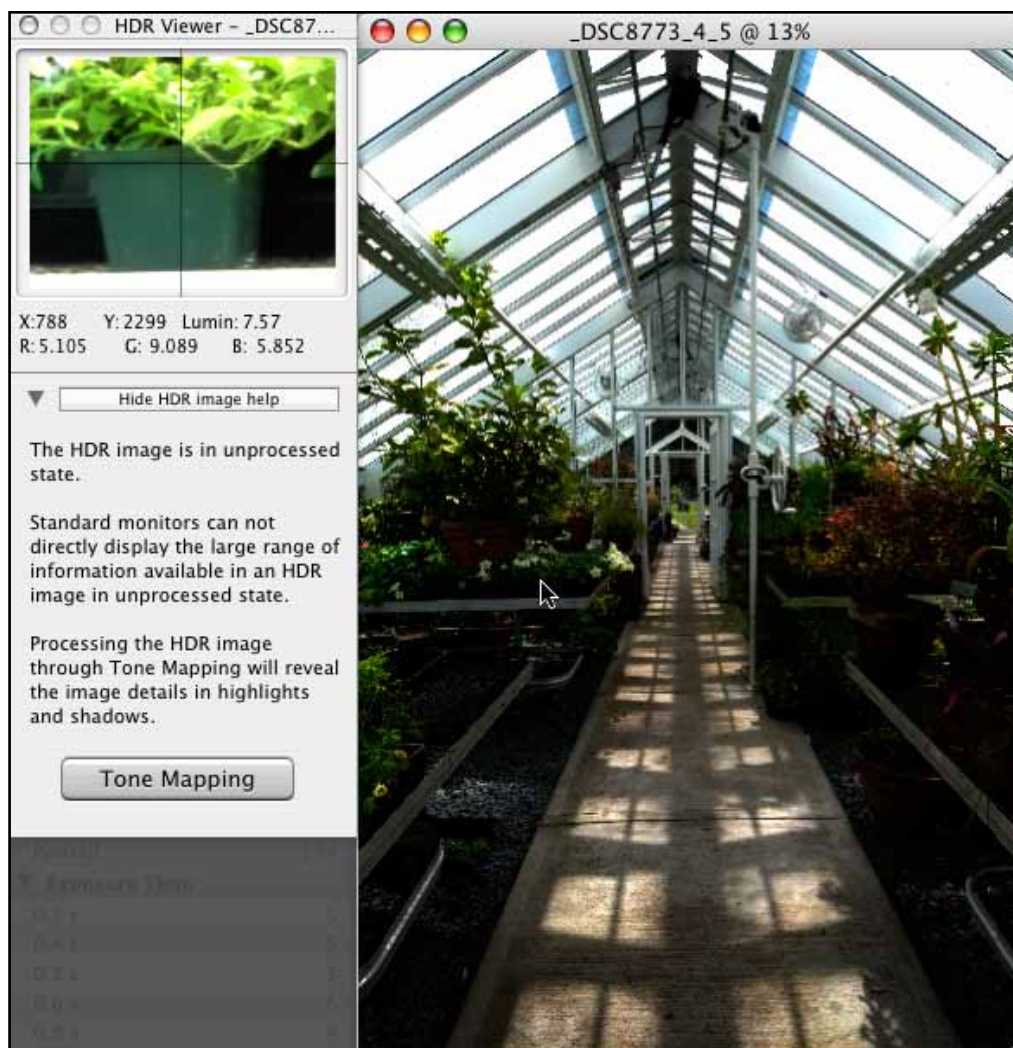 HDR Viewer – _DSC87...
_DSC8773_4_5 @ 13%
X:788 Y: 2299 Lumin: 7.57
R: 5.105 G: 9.089 B: 5.852
Hide HDR image help
The HDR image is in unprocessed
state.
Standard monitors can not
directly display the large range of
information available in an HDR
image in unprocessed state.
Processing the HDR image
through Tone Mapping will reveal
the image details in highlights
and shadows.
Tone Mapping
Exposure Time